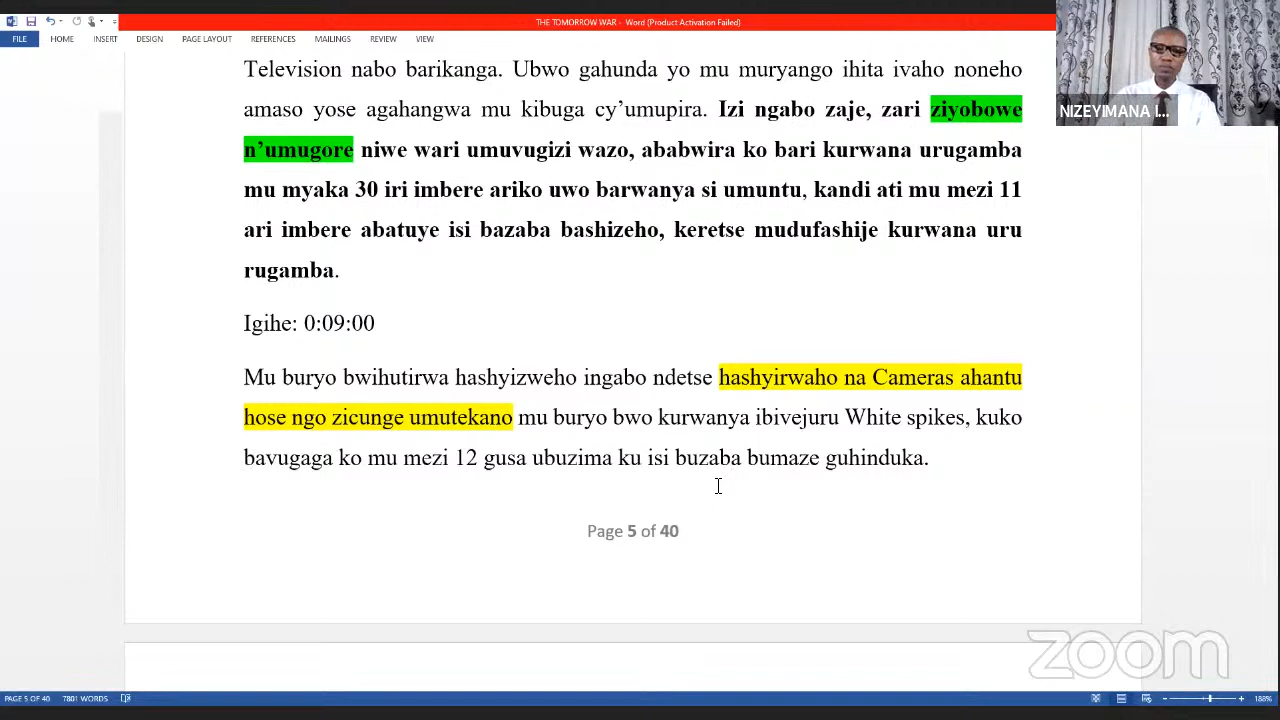 THE TOMORROW WAR - Word (Product Activation Failed)
FILE HOME INSERT DESIGN PAGE LAYOUT REFERENCES MAILINGS REVIEW VIEW
NIZEYIMANA I...
Television nabo barikanga. Ubwo gahunda yo mu muryango ihita ivaho noneho
amaso yose agahangwa mu kibuga cy’umupira. Izi ngabo zaje, zari ziyobowe
n’umugore niwe wari umuvugizi wazo, ababwira ko bari kurwana urugamba
mu myaka 30 iri imbere ariko uwo barwanya si umuntu, kandi ati mu mezi 11
ari imbere abatuye isi bazaba bashizeho, keretse mudufashije kurwana uru
rugamba.
Igihe: 0:09:00
Mu buryo bwihutirwa hashyizweho ingabo ndetse hashyirwaho na Cameras ahantu
hose ngo zicunge umutekano mu buryo bwo kurwanya ibivejuru White spikes, kuko
bavugaga ko mu mezi 12 gusa ubuzima ku isi buzaba bumaze guhinduka.
Page 5 of 40
zoom
PAGE 5 OF 40 7801 WORDS 188%